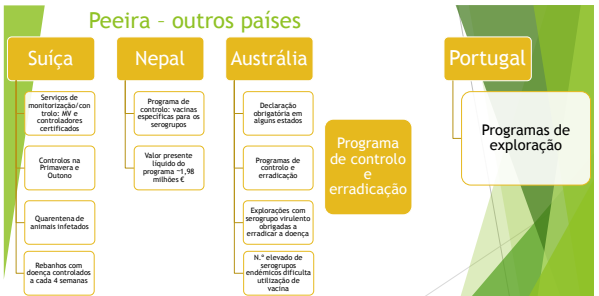 Peeira – outros países
Suíça
Serviços de
monitorização/con
trolo: MV e
controladores
certificados
Controlos na
Primavera e
Outono
Quarentena de
animais infetados
Rebanhos com
doença controlados
a cada 4 semanas
Nepal
Programa de
controlo: vacinas
específicas para os
serogrupos
Valor presente
líquido do
programa ~1,98
milhões €
Austrália
Declaração
obrigatória em
alguns estados
Programas de
controlo e
erradicação
Explorações com
serogrupo virulento
obrigadas a
erradicar a doença
N.º elevado de
serogrupos
endémicos dificulta
utilização de
vacina
Programa
de controlo
e
erradicação
Portugal
Programas de
exploração